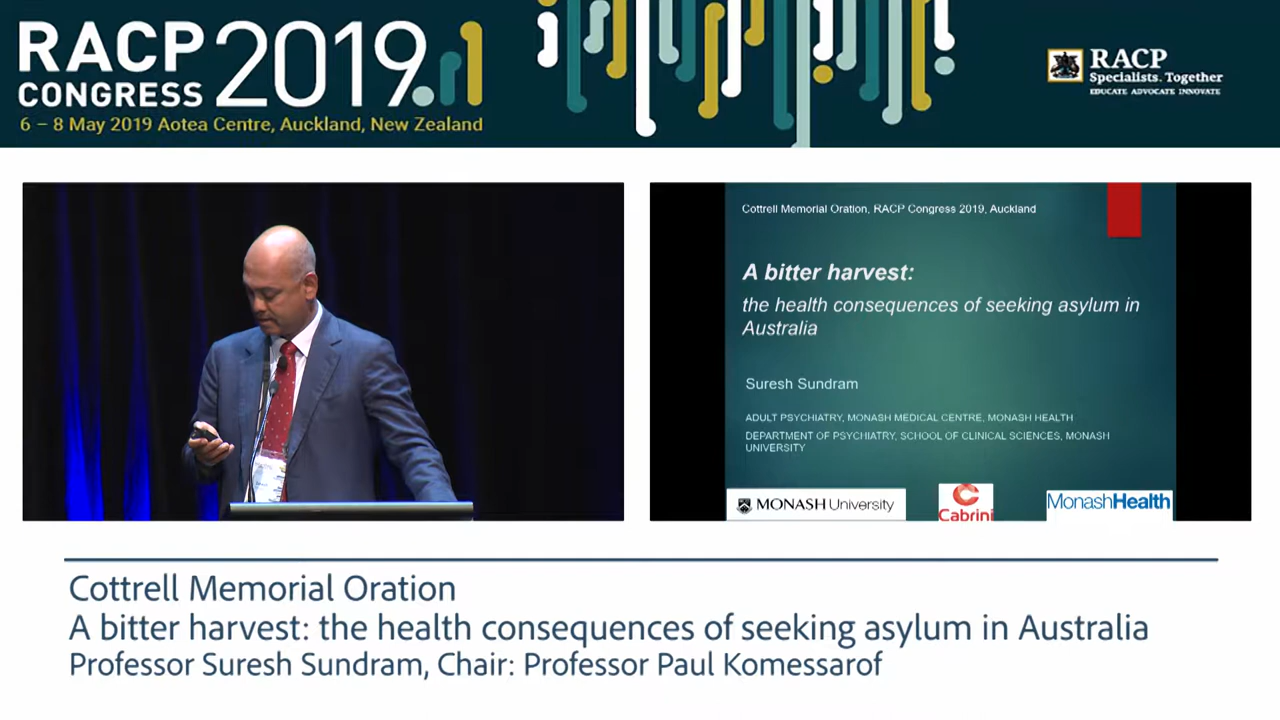 RACP
CONGRESS 2019
6 – 8 May 2019 Aotea Centre, Auckland, New Zealand
RACP
Specialists. Together
EDUCATE ADVOCATE INNOVATE
Cottrell Memorial Oration, RACP Congress 2019, Auckland
A bitter harvest:
the health consequences of seeking asylum in
Australia
Suresh Sundram
ADULT PSYCHIATRY, MONASH MEDICAL CENTRE, MONASH HEALTH
DEPARTMENT OF PSYCHIATRY, SCHOOL OF CLINICAL SCIENCES, MONASH
UNIVERSITY
MONASH University
Cabrini
MonashHealth
Cottrell Memorial Oration
A bitter harvest: the health consequences of seeking asylum in Australia
Professor Suresh Sundram, Chair: Professor Paul Komessarof